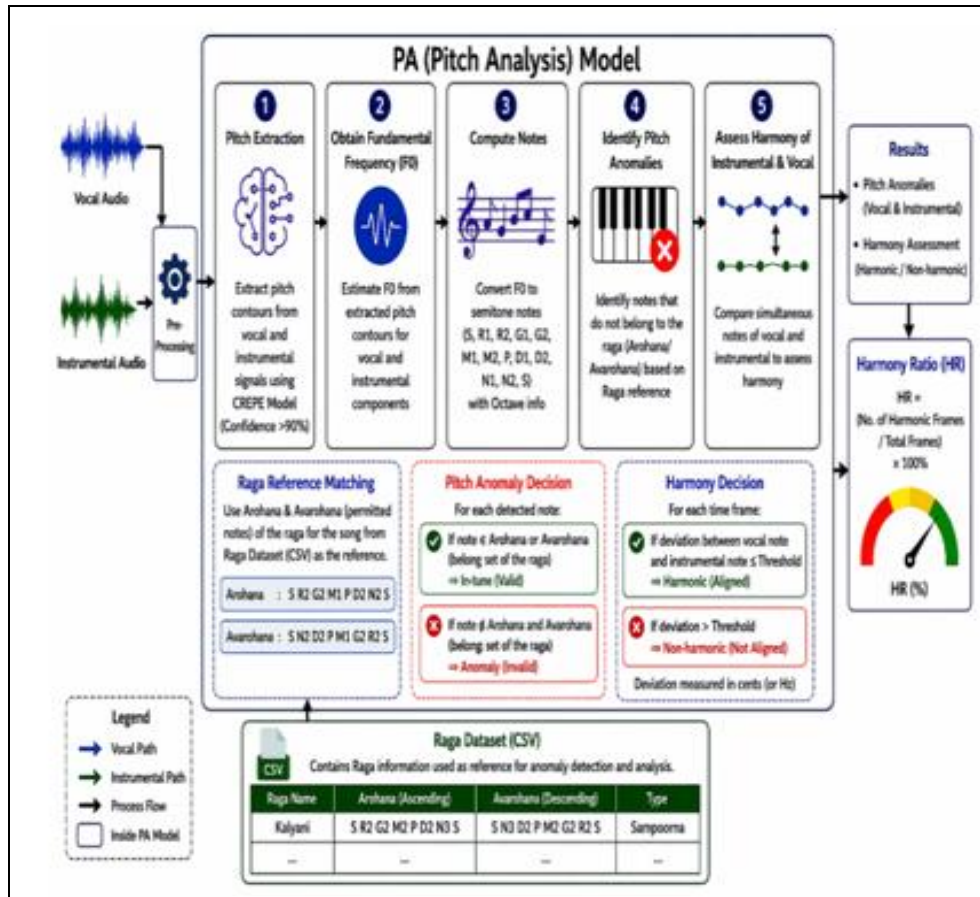 PA (Pitch Analysis) Model
Vocal Audio
Instrumental Audio
Pre-
Processing
1
Pitch Extraction
Extract pitch
contours from
vocal and
instrumental
signals using
CREPE Model
(Confidence >90%)
2
Obtain Fundamental
Frequency (F0)
Estimate F0 from
extracted pitch
contours for
vocal and
instrumental
components
3
Compute Notes
Convert F0 to
semitone notes
(S, R1, R2, G1, G2,
M1, M2, P, D1, D2,
N1, N2, S)
with Octave info
4
Identify Pitch
Anomalies
Identify notes that
do not belong to the
raga (Arohana/
Avarohana) based on
Raga reference
5
Assess Harmony of
Instrumental & Vocal
Compare simultaneous
notes of vocal and
instrumental to assess
harmony
Results
• Pitch Anomalies
(Vocal & Instrumental)
• Harmony Assessment
(Harmonic / Non-harmonic)
Harmony Ratio (HR)
HR =
(No. of Harmonic Frames
/ Total Frames)
× 100%
HR (%)
Raga Reference Matching
Use Arohana & Avarohana (permitted
notes) of the raga for the song from
Raga Dataset (CSV) as the reference.
Arohana : S R2 G2 M1 P D2 N2 S
Avarohana : S N2 D2 P M1 G2 R2 S
Pitch Anomaly Decision
For each detected note:
If note ∈ Arohana or Avarohana
(belong set of the raga)
⇒ In-tune (Valid)
If note ∉ Arohana and Avarohana
(belong set of the raga)
⇒ Anomaly (Invalid)
Harmony Decision
For each time frame:
If deviation between vocal note
and instrumental note ≤ Threshold
⇒ Harmonic (Aligned)
If deviation > Threshold
⇒ Non-harmonic (Not Aligned)
Deviation measured in cents (or Hz)
Legend
Vocal Path
Instrumental Path
Process Flow
Inside PA Model
CSV
Raga Dataset (CSV)
Contains Raga information used as reference for anomaly detection and analysis.
Raga Name Arohana (Ascending) Avarohana (Descending) Type
Kalyani S R2 G2 M2 P D2 N3 S S N3 D2 P M2 G2 R2 S Sampoorna
... ... ... ...